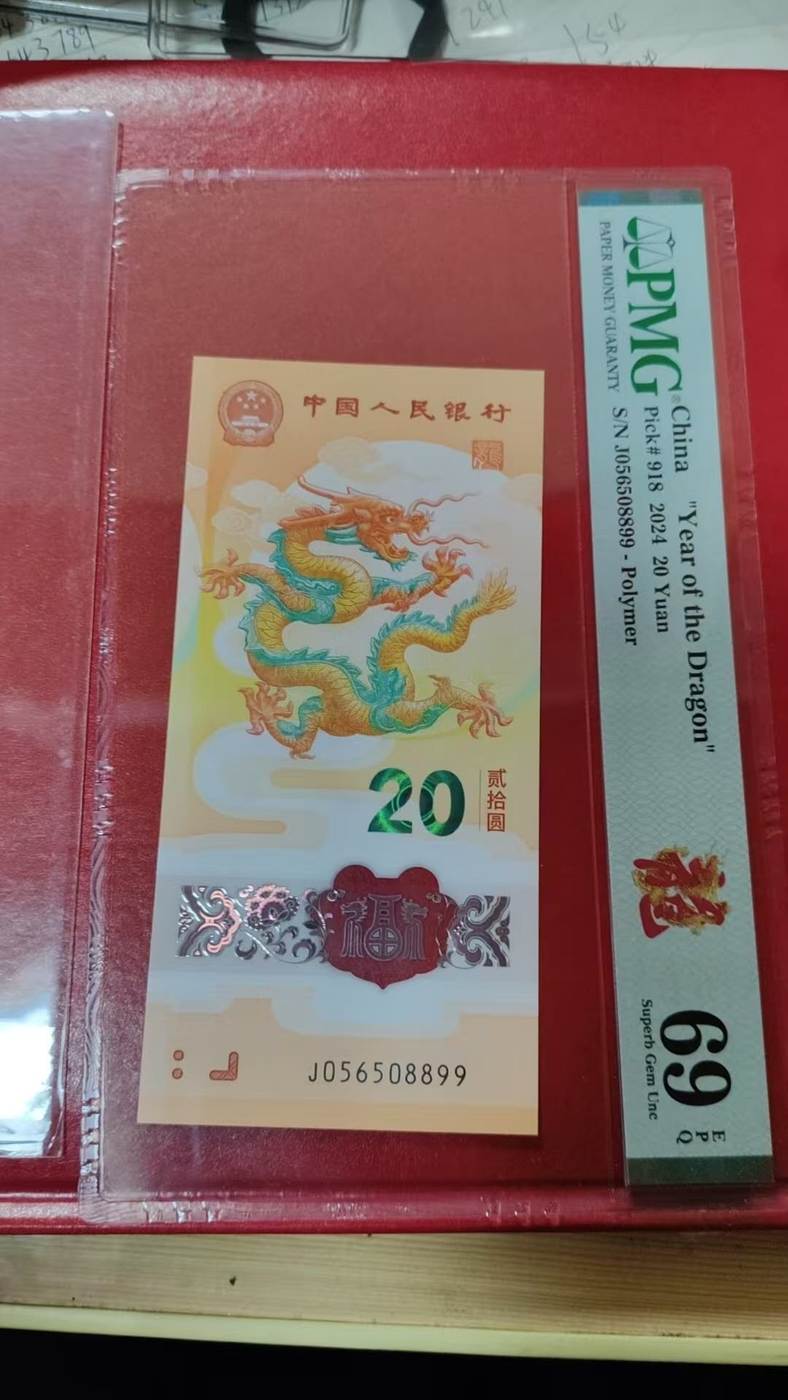 中国人民银行
20
贰拾圆
福
J056508899
PMG
PAPER MONEY GUARANTY
China "Year of the Dragon"
Pick# 918 2024 20 Yuan
S/N J056508899 - Polymer
69
EPQ
Superb Gem Unc